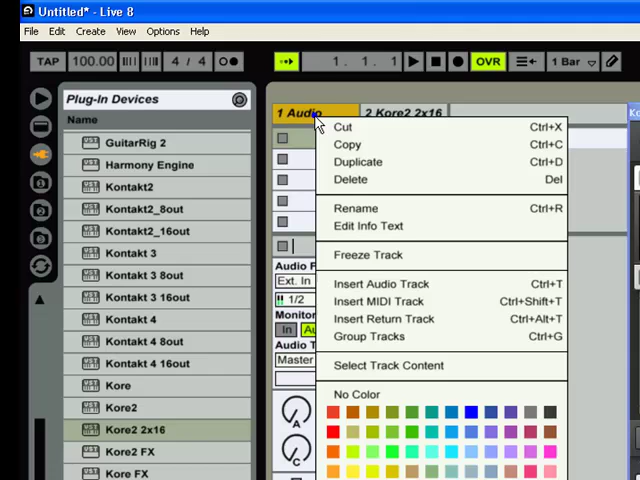 Untitled* - Live 8
File Edit Create View Options Help
TAP 100.00 4 / 4 1. 1. 1 OVR 1 Bar
Plug-In Devices
Name
GuitarRig 2
Harmony Engine
Kontakt2
Kontakt2_8out
Kontakt2_16out
Kontakt 3
Kontakt 3 8out
Kontakt 3 16out
Kontakt 4
Kontakt 4 8out
Kontakt 4 16out
Kore
Kore2
Kore2 2x16
Kore2 FX
Kore FX
1 Audio 2 Kore2 2x16
Cut Ctrl+X
Copy Ctrl+C
Duplicate Ctrl+D
Delete Del
Rename Ctrl+R
Edit Info Text
Freeze Track
Insert Audio Track Ctrl+T
Insert MIDI Track Ctrl+Shift+T
Insert Return Track Ctrl+Alt+T
Group Tracks Ctrl+G
Select Track Content
No Color
Audio
Ext. In
1/2
In
Audio
Master
A
C